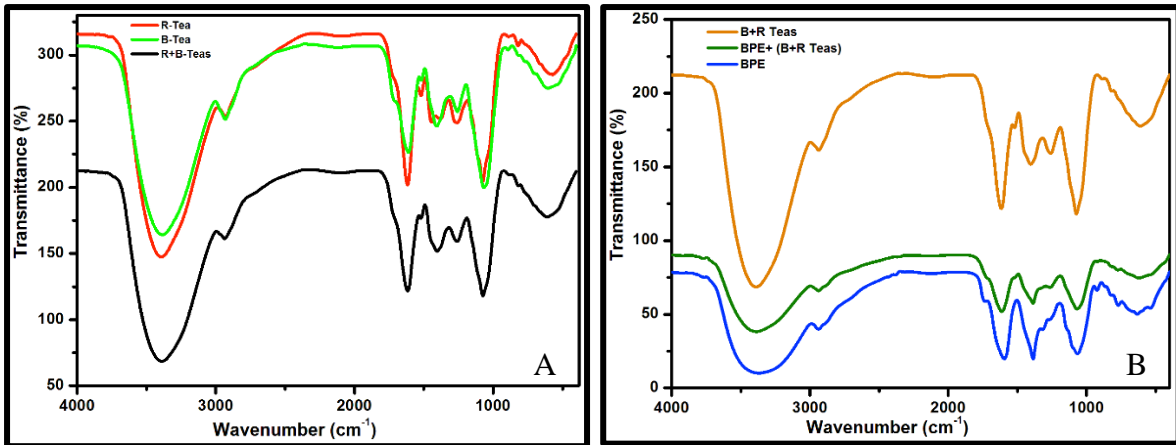 R-Tea
B-Tea
R+B-Teas
300
250
200
150
100
50
Transmittance (%)
4000 3000 2000 1000
Wavenumber (cm-1)
A
B+R Teas
BPE+ (B+R Teas)
BPE
250
200
150
100
50
0
Transmittance (%)
4000 3000 2000 1000
Wavenumber (cm-1)
B